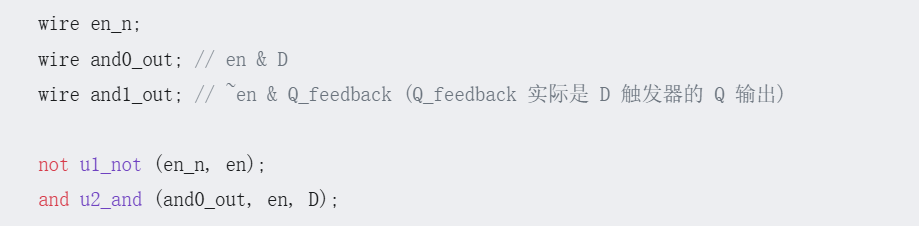 wire en_n;
wire and0_out; // en & D
wire and1_out; // ~en & Q_feedback (Q_feedback 实际是 D 触发器的 Q 输出)
not u1_not (en_n, en);
and u2_and (and0_out, en, D);